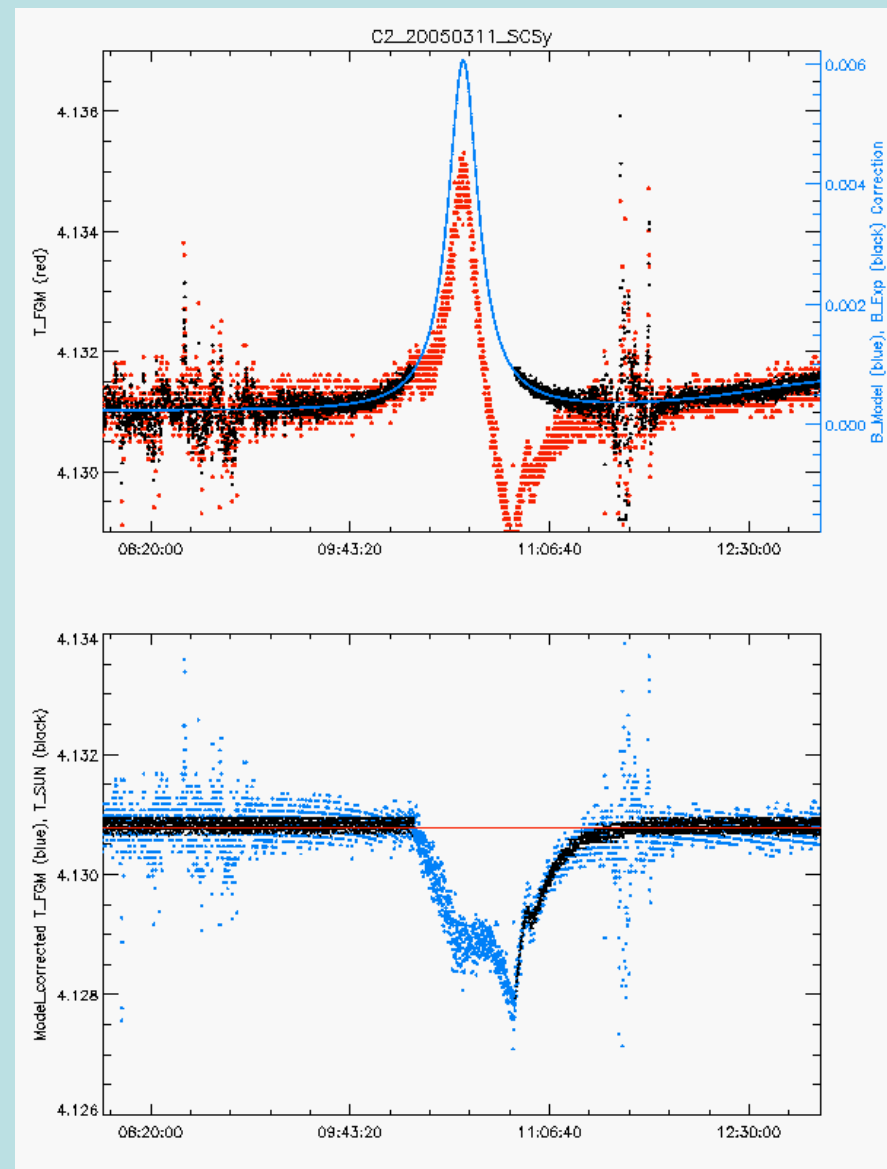 C2_20050311_SCSy
4.136
4.134
4.132
4.130
T_FGM (red)
0.006
0.004
0.002
0.000
B_Model (blue), B_Exp (black) Correction
08:20:00 09:43:20 11:06:40 12:30:00
4.134
4.132
4.130
4.128
4.126
Model_corrected T_FGM (blue), T_SUN (black)
08:20:00 09:43:20 11:06:40 12:30:00